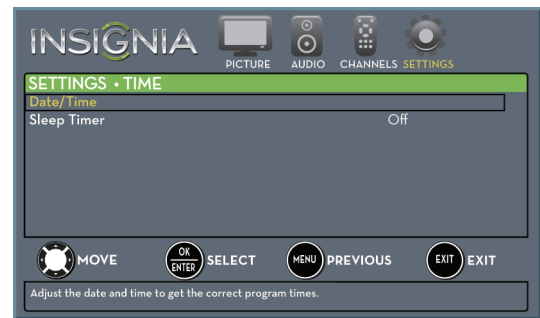 INSIGNIA
PICTURE AUDIO CHANNELS SETTINGS
SETTINGS • TIME
Date/Time
Sleep Timer Off
MOVE OK ENTER SELECT MENU PREVIOUS EXIT EXIT
Adjust the date and time to get the correct program times.